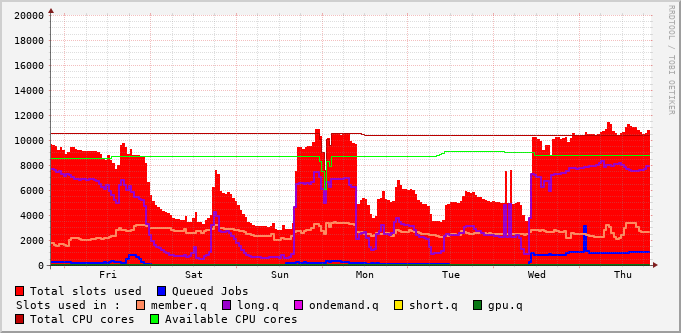 RRDTOOL / TOBI OETIKER
20000
18000
16000
14000
12000
10000
8000
6000
4000
2000
0
Fri Sat Sun Mon Tue Wed Thu
Total slots used Queued Jobs
Slots used in : member.q long.q ondemand.q short.q gpu.q
Total CPU cores Available CPU cores